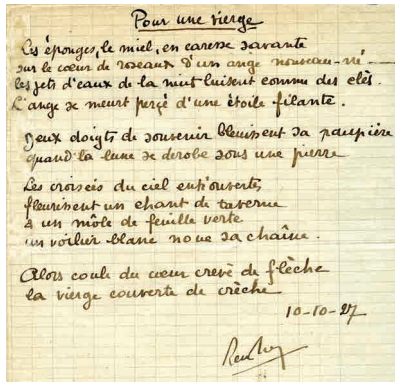 Pour une vierge
Les éponges, le miel, en caresse savante
sur le cœur de roseaux d'un ange nouveau-né
les jets d'eaux de la nuit luisent comme des clés.
L'ange se meurt percé d'une étoile filante.
Deux doigts de souvenir bleuissent sa paupière
quand la lune se dérobe sous une pierre
Les croisées du ciel entr'ouvertes
fleurissent un chant de taverne
à un môle de feuille verte
un voilier blanc noue sa chaîne.
Alors coule du cœur crevé de flèche
la vierge couverte de crèche
10-10-27